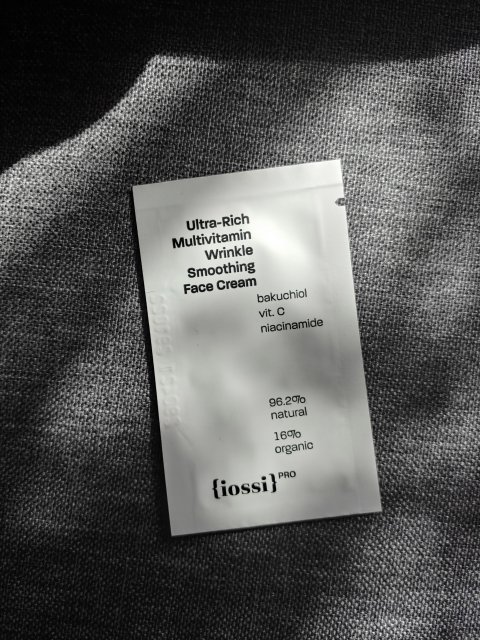 Ultra-Rich
Multivitamin
Wrinkle
Smoothing
Face Cream
bakuchiol
vit. C
niacinamide
96.2%
natural
16%
organic
{iossi}PRO